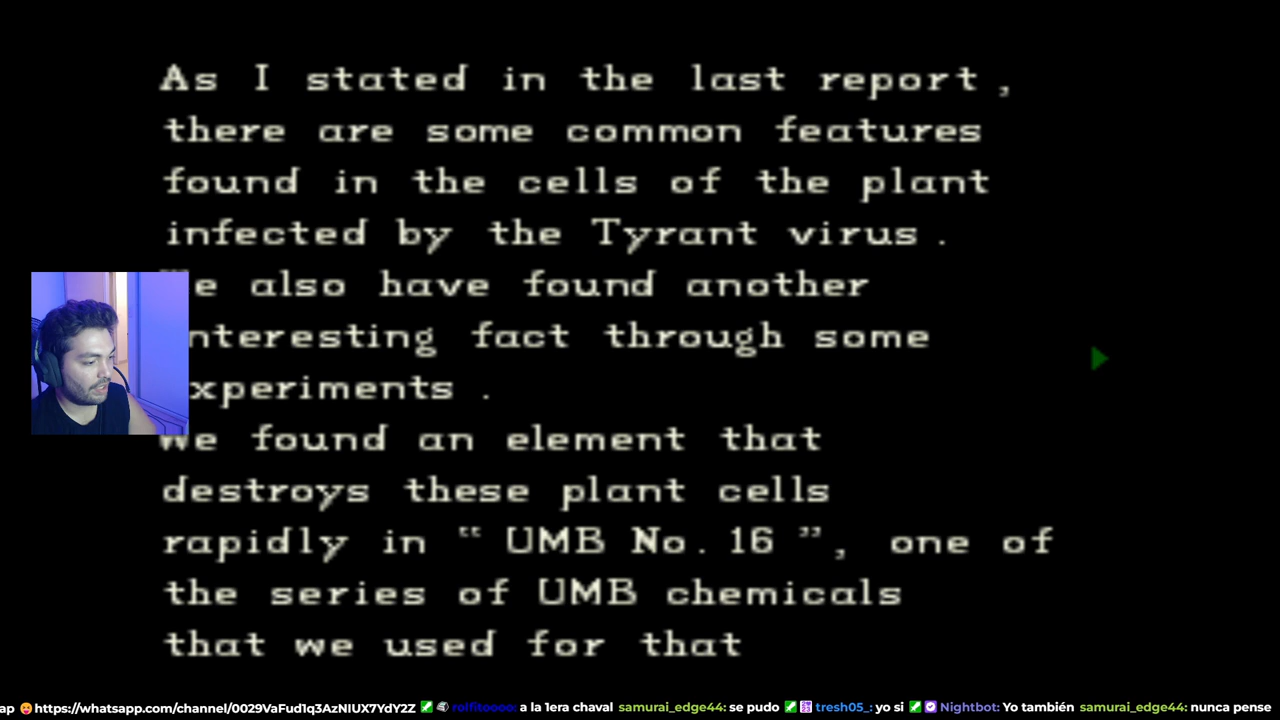 As I stated in the last report,
there are some common features
found in the cells of the plant
infected by the Tyrant virus.
We also have found another
nteresting fact through some
xperiments.
We found an element that
destroys these plant cells
rapidly in “UMB No.16”, one of
the series of UMB chemicals
that we used for that
ap https://whatsapp.com/channel/0029VaFud1q3AzNIUX7YdY2Z rolfitoooo: a la 1era chaval samurai_edge44: se pudo tresh05_: yo si Nightbot: Yo también samurai_edge44: nunca pense